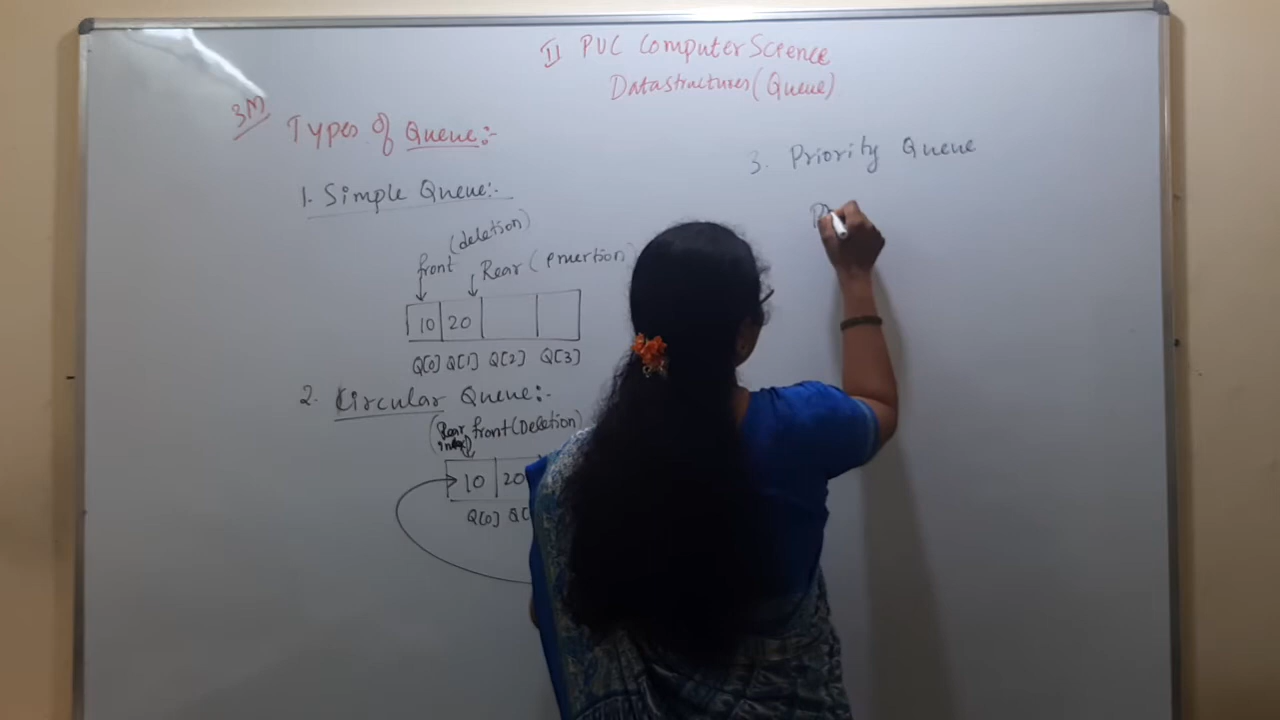 II PUC Computer Science
Datastructures (Queue)
3M
Types of Queue:-
1. Simple Queue:-
(deletion)
front
Rear (
10 20
Q[0] Q[1] Q[2] Q[3]
2. Circular Queue:-
(Rear front (Deletion)
10 20
Q[0] Q[
3. Priority Queue